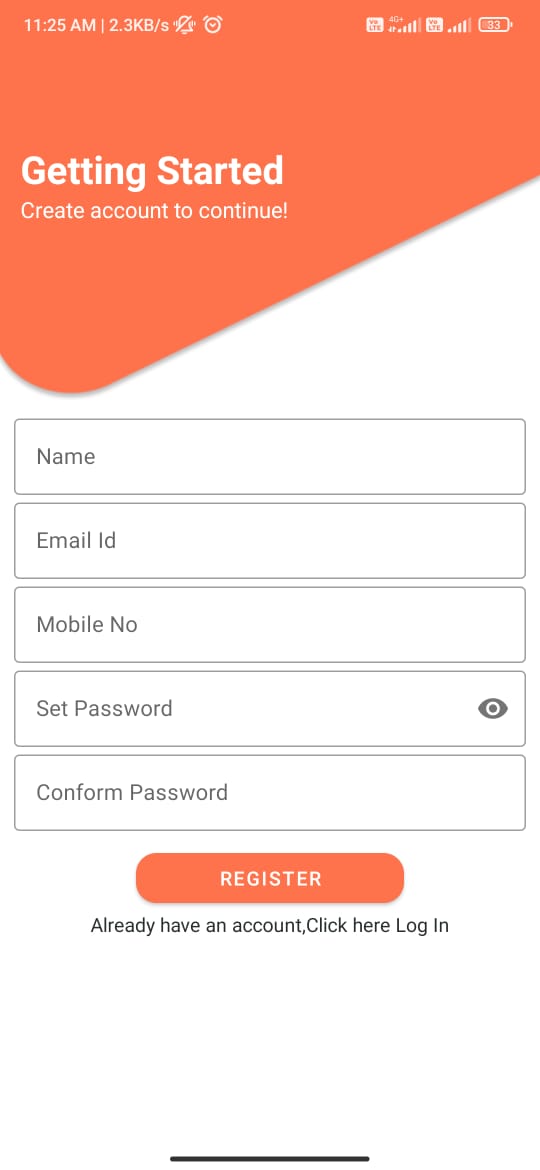 11:25 AM | 2.3KB/s
Vo LTE 4G+ Vo LTE 33
Getting Started
Create account to continue!
Name
Email Id
Mobile No
Set Password
Conform Password
REGISTER
Already have an account,Click here Log In